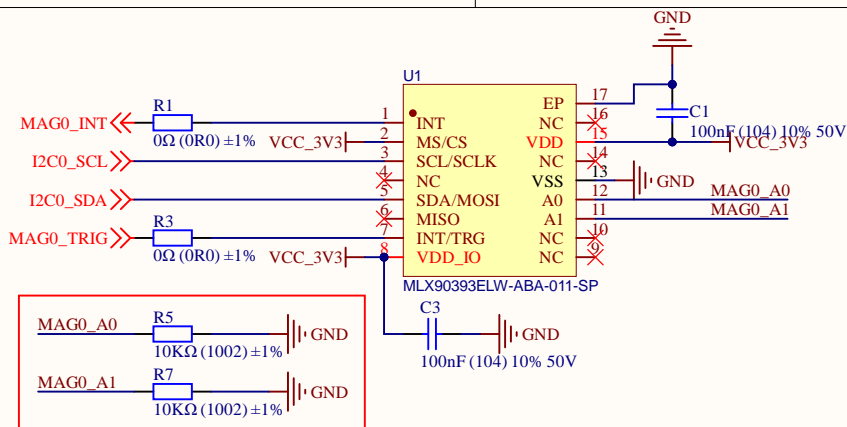 GND
U1
MAG0_INT
R1
0Ω (0R0) ±1%
1
INT
EP
17
NC
16
C1
100nF (104) 10% 50V
VCC_3V3
2
MS/CS
VDD
15
VCC_3V3
I2C0_SCL
3
SCL/SCLK
NC
14
4
NC
VSS
13
GND
I2C0_SDA
5
SDA/MOSI
A0
12
MAG0_A0
6
MISO
A1
11
MAG0_A1
MAG0_TRIG
R3
0Ω (0R0) ±1%
7
INT/TRG
NC
10
VCC_3V3
8
VDD_IO
NC
9
MLX90393ELW-ABA-011-SP
C3
GND
100nF (104) 10% 50V
MAG0_A0
R5
10KΩ (1002) ±1%
GND
MAG0_A1
R7
10KΩ (1002) ±1%
GND